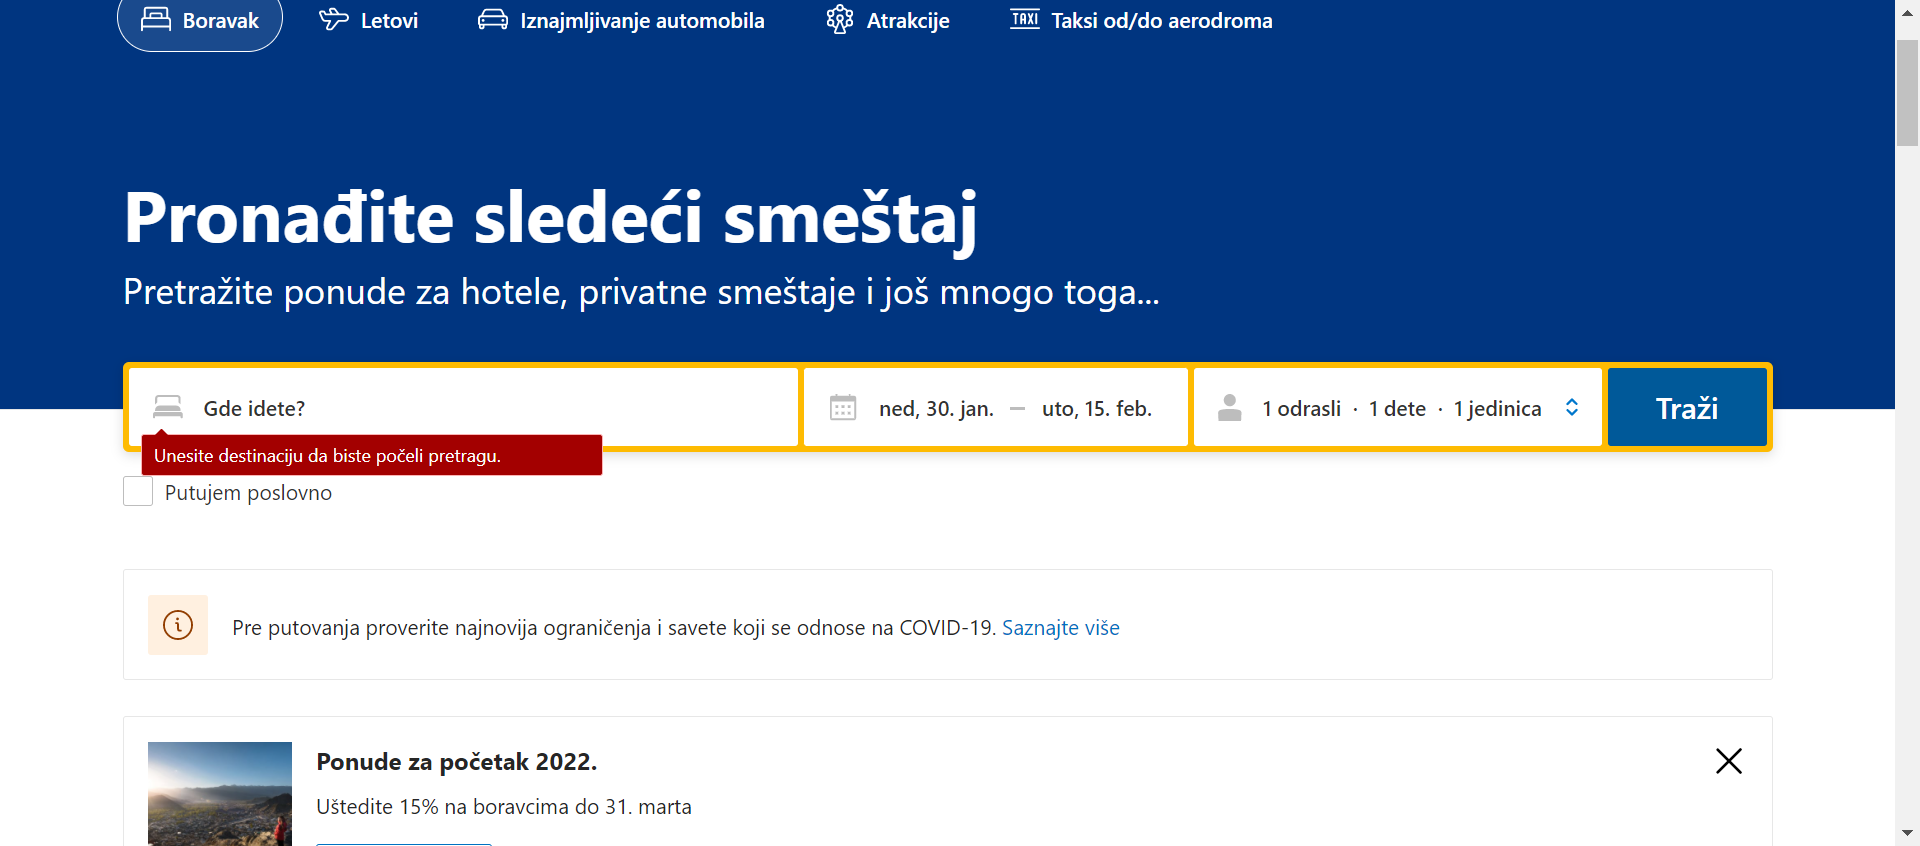 Boravak
Letovi
Iznajmljivanje automobila
Atrakcije
TAXI
Taksi od/do aerodroma
Pronađite sledeći smeštaj
Pretražite ponude za hotele, privatne smeštaje i još mnogo toga...
Gde idete?
ned, 30. jan. — uto, 15. feb.
1 odrasli · 1 dete · 1 jedinica
Traži
Unesite destinaciju da biste počeli pretragu.
Putujem poslovno
Pre putovanja proverite najnovija ograničenja i savete koji se odnose na COVID-19. Saznajte više
Ponude za početak 2022.
Uštedite 15% na boravcima do 31. marta